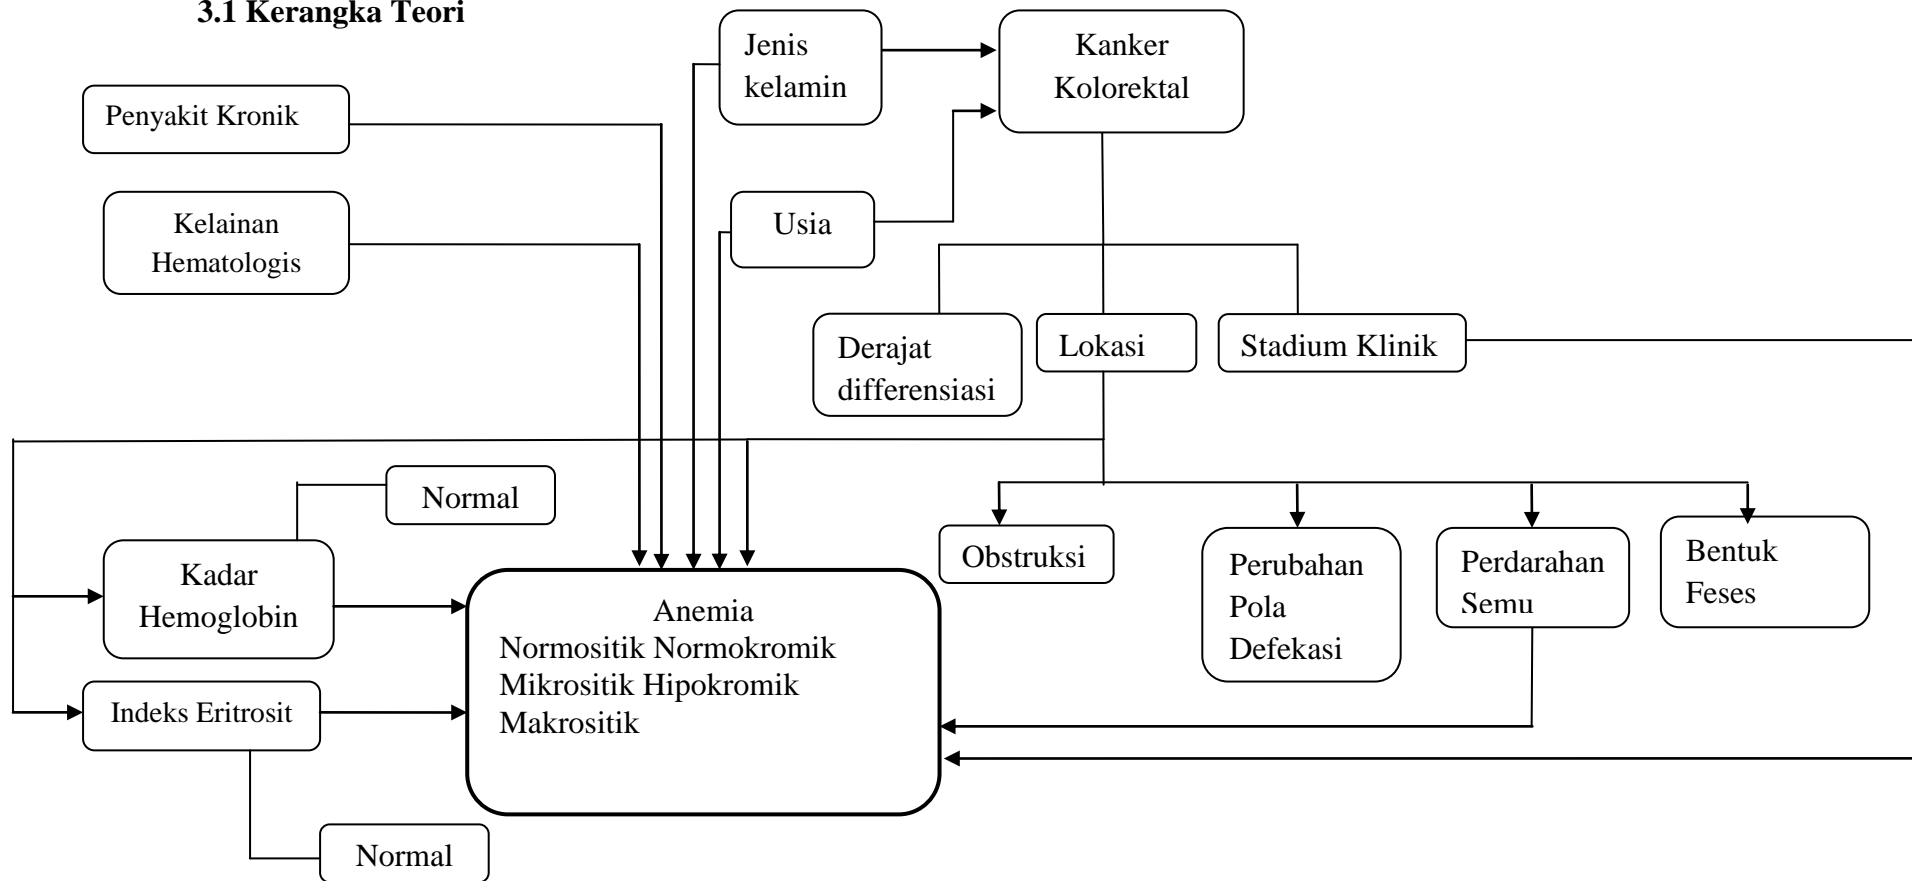 3.1 Kerangka Teori
Jenis
kelamin
Kanker
Kolorektal
Penyakit Kronik
Kelainan
Hematologis
Usia
Derajat
differensiasi
Lokasi
Stadium Klinik
Normal
Kadar
Hemoglobin
Obstruksi
Perubahan
Pola
Defekasi
Perdarahan
Semu
Bentuk
Feses
Anemia
Normositik Normokromik
Mikrositik Hipokromik
Makrositik
Indeks Eritrosit
Normal